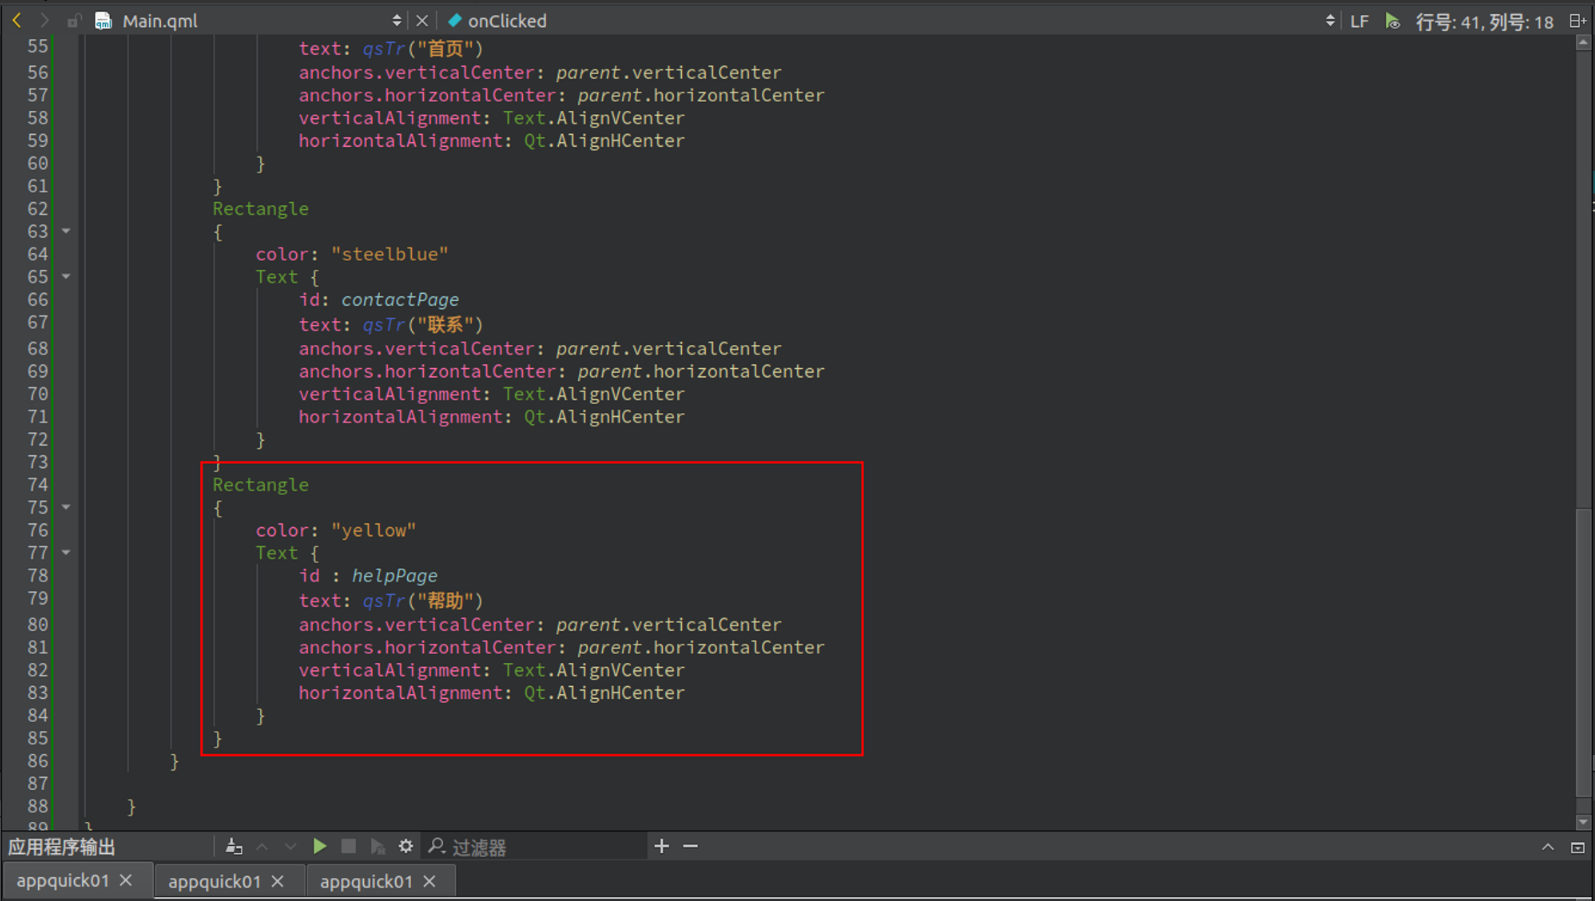 Main.qml onClicked LF 行号: 41, 列号: 18
55 text: qsTr("首页")
56 anchors.verticalCenter: parent.verticalCenter
57 anchors.horizontalCenter: parent.horizontalCenter
58 verticalAlignment: Text.AlignVCenter
59 horizontalAlignment: Qt.AlignHCenter
60 }
61 }
62 Rectangle
63 {
64 color: "steelblue"
65 Text {
66 id: contactPage
67 text: qsTr("联系")
68 anchors.verticalCenter: parent.verticalCenter
69 anchors.horizontalCenter: parent.horizontalCenter
70 verticalAlignment: Text.AlignVCenter
71 horizontalAlignment: Qt.AlignHCenter
72 }
73 }
74 Rectangle
75 {
76 color: "yellow"
77 Text {
78 id : helpPage
79 text: qsTr("帮助")
80 anchors.verticalCenter: parent.verticalCenter
81 anchors.horizontalCenter: parent.horizontalCenter
82 verticalAlignment: Text.AlignVCenter
83 horizontalAlignment: Qt.AlignHCenter
84 }
85 }
86 }
87
88 }
89 }
应用程序输出 过滤器
appquick01 appquick01 appquick01